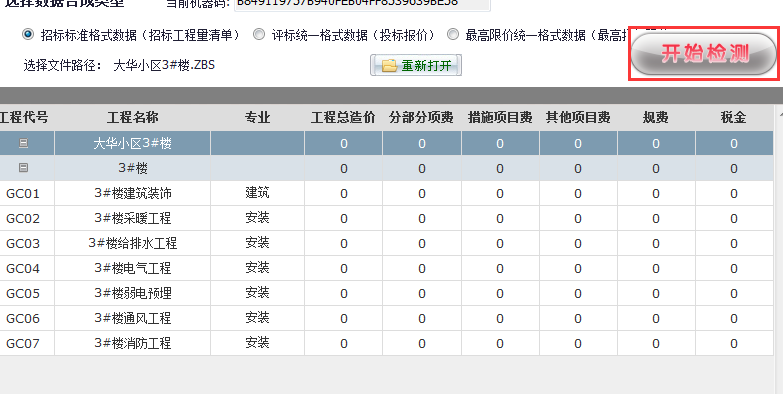 选择数据合成类型 当前机器码:
招标标准格式数据（招标工程量清单） 评标统一格式数据（投标报价） 最高限价统一格式数据（最高
开始检测
选择文件路径: 大华小区3#楼.ZBS 重新打开
工程代号 工程名称 专业 工程总造价 分部分项费 措施项目费 其他项目费 规费 税金
大华小区3#楼 0 0 0 0 0 0
3#楼 0 0 0 0 0 0
GC01 3#楼建筑装饰 建筑 0 0 0 0 0 0
GC02 3#楼采暖工程 安装 0 0 0 0 0 0
GC03 3#楼给排水工程 安装 0 0 0 0 0 0
GC04 3#楼电气工程 安装 0 0 0 0 0 0
GC05 3#楼弱电预埋 安装 0 0 0 0 0 0
GC06 3#楼通风工程 安装 0 0 0 0 0 0
GC07 3#楼消防工程 安装 0 0 0 0 0 0